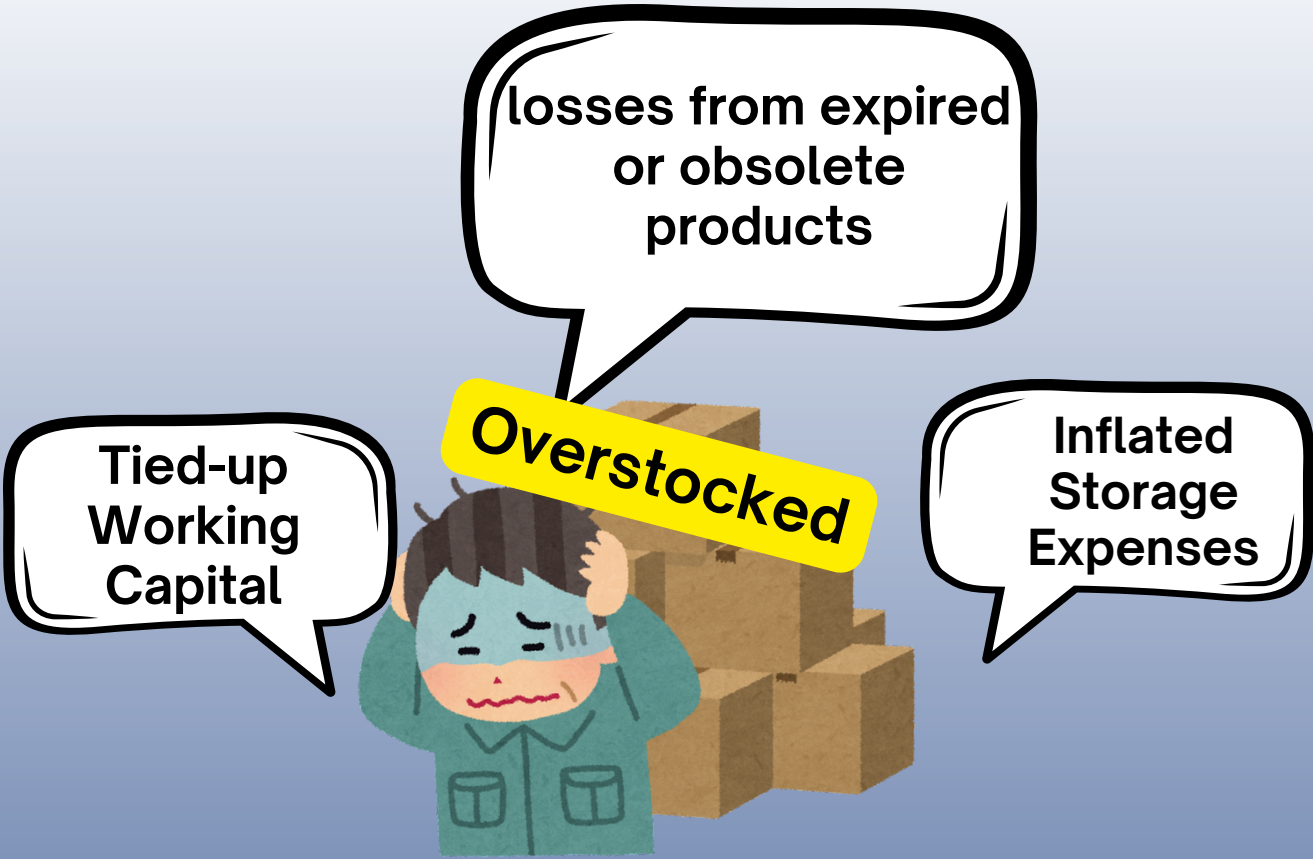 losses from expired
or obsolete
products
Overstocked
Tied-up
Working
Capital
Inflated
Storage
Expenses